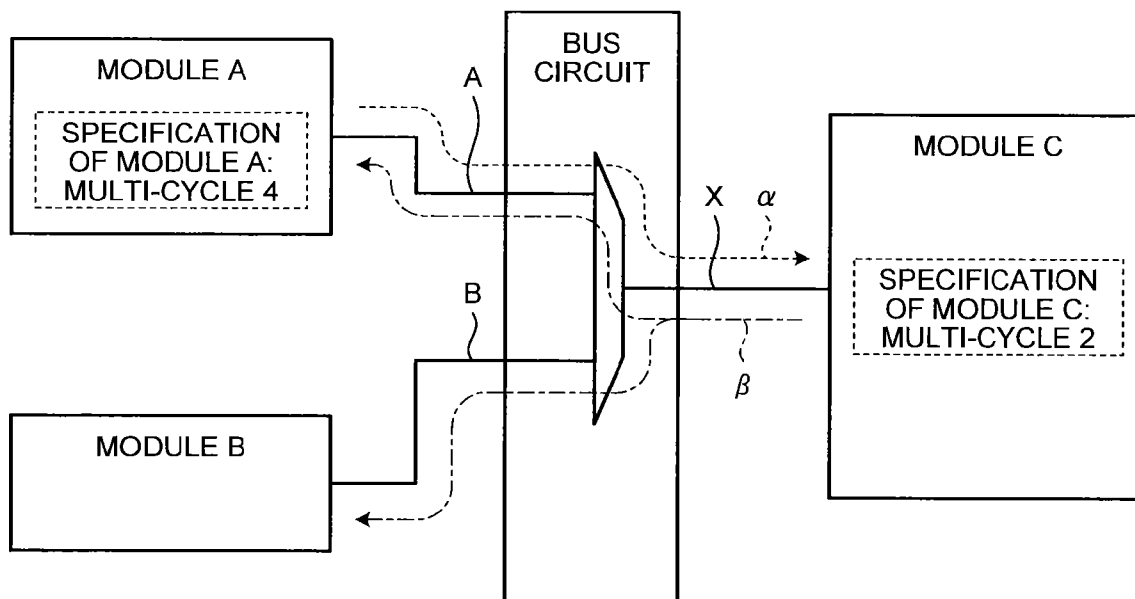 MODULE A
SPECIFICATION
OF MODULE A:
MULTI-CYCLE 4
A
BUS
CIRCUIT
MODULE C
X
α
SPECIFICATION
OF MODULE C:
MULTI-CYCLE 2
B
β
MODULE B